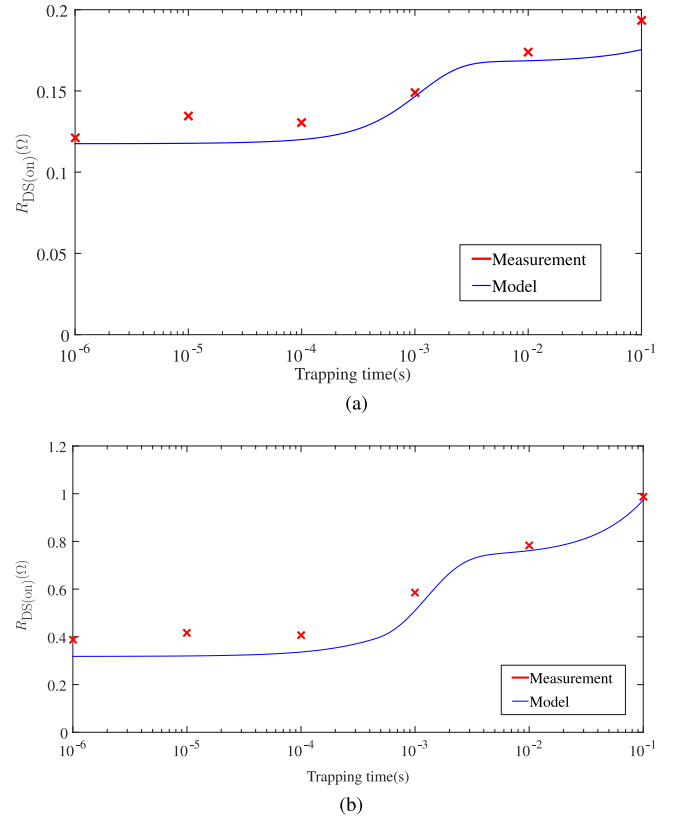 0.2
0.15
0.1
0.05
0
R_DS(on)(Ω)
Measurement
Model
10^-6 10^-5 10^-4 10^-3 10^-2 10^-1
Trapping time(s)
(a)
1.2
1
0.8
0.6
0.4
0.2
0
R_DS(on)(Ω)
Measurement
Model
10^-6 10^-5 10^-4 10^-3 10^-2 10^-1
Trapping time(s)
(b)